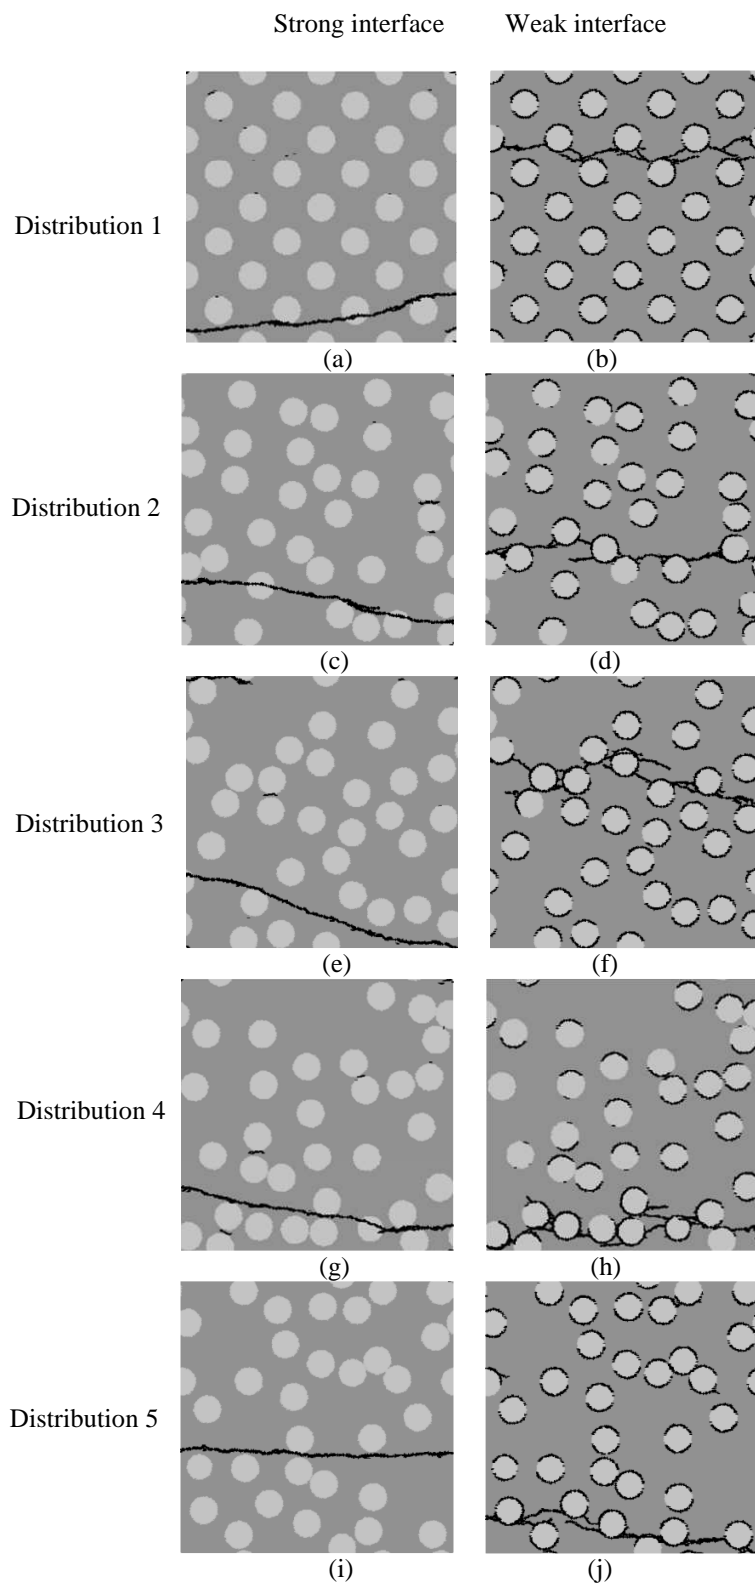 Strong interface Weak interface
Distribution 1
(a) (b)
Distribution 2
(c) (d)
Distribution 3
(e) (f)
Distribution 4
(g) (h)
Distribution 5
(i) (j)